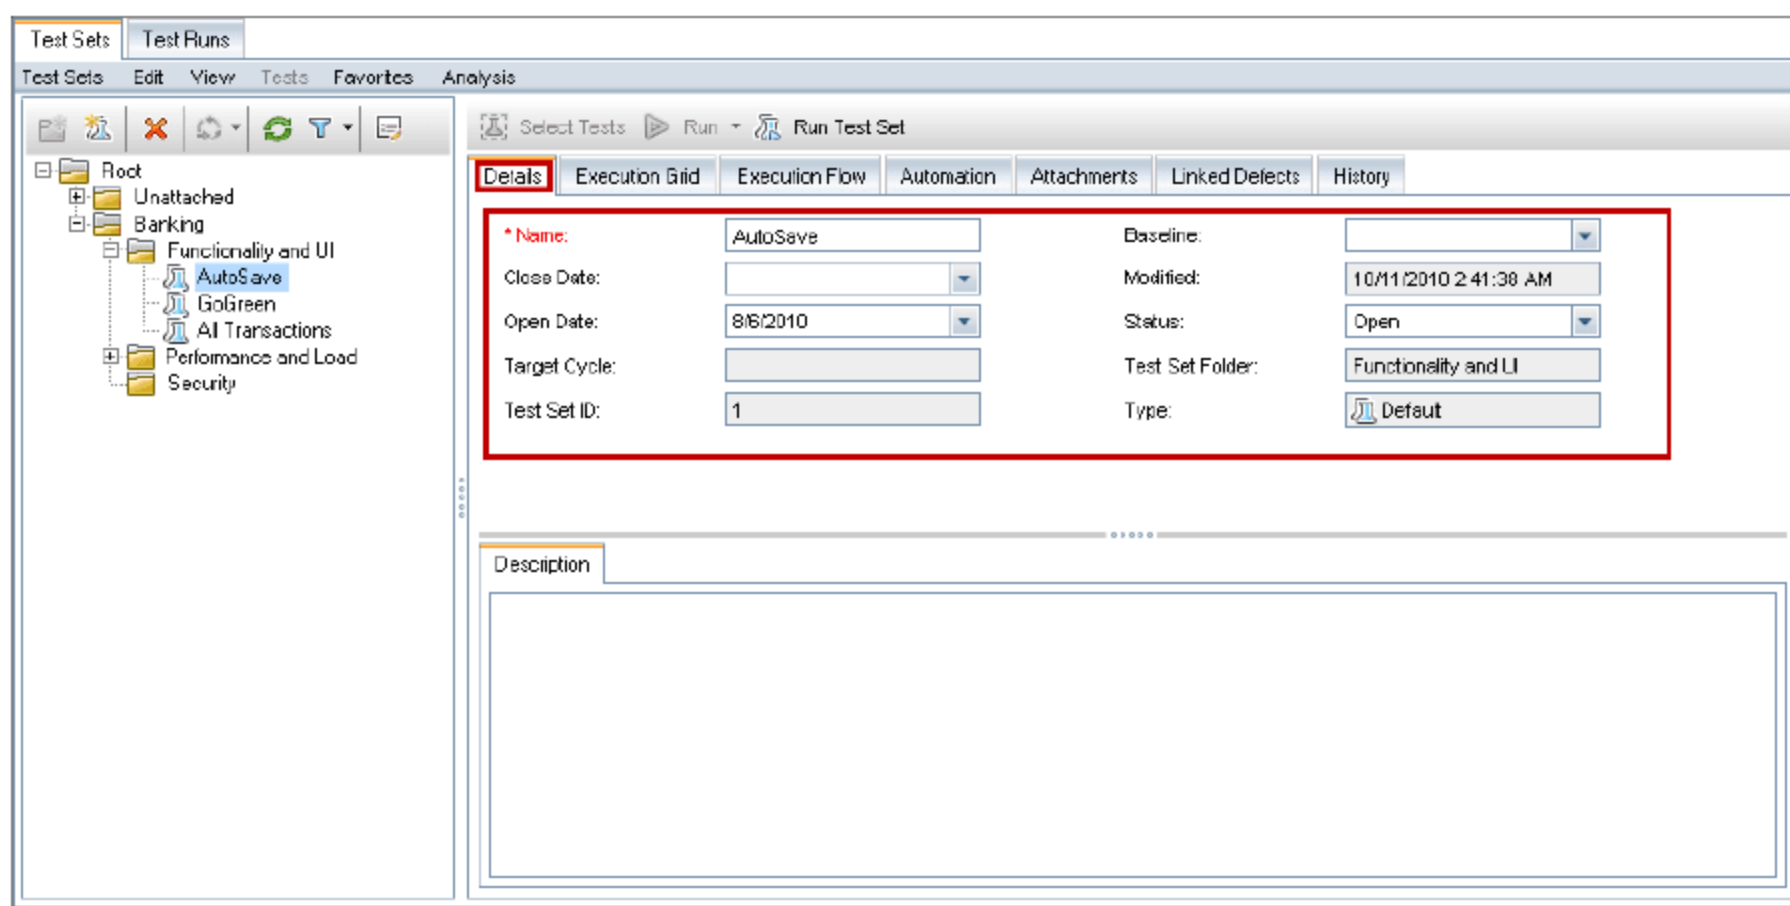 Test Sets Test Runs
Test Sets Edit View Tests Favorites Analysis
Select Tests Run Run Test Set
Root
Unattached
Banking
Functionality and UI
AutoSave
GoGreen
All Transactions
Performance and Load
Security
Details Execution Grid Execution Flow Automation Attachments Linked Defects History
* Name: AutoSave Baseline:
Close Date: Modified: 10/11/2010 2:41:38 AM
Open Date: 8/6/2010 Status: Open
Target Cycle: Test Set Folder: Functionality and UI
Test Set ID: 1 Type: Default
Description